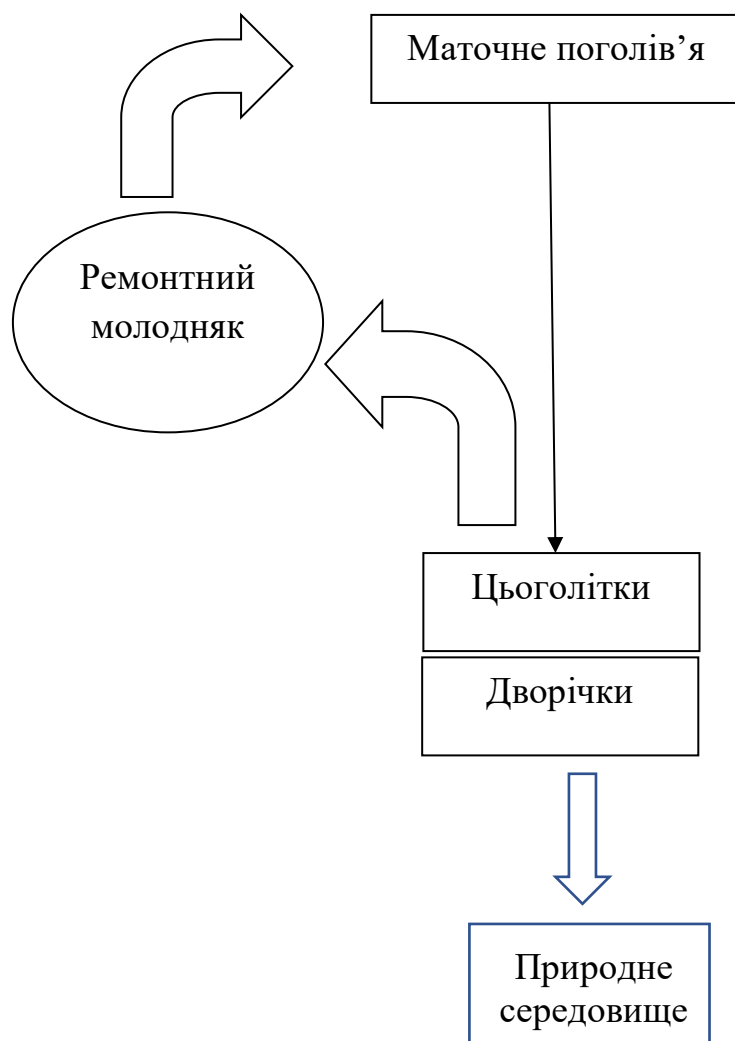 Маточне поголів’я
Ремонтний
молодняк
Цьоголітки
Дворічки
Природне
середовище